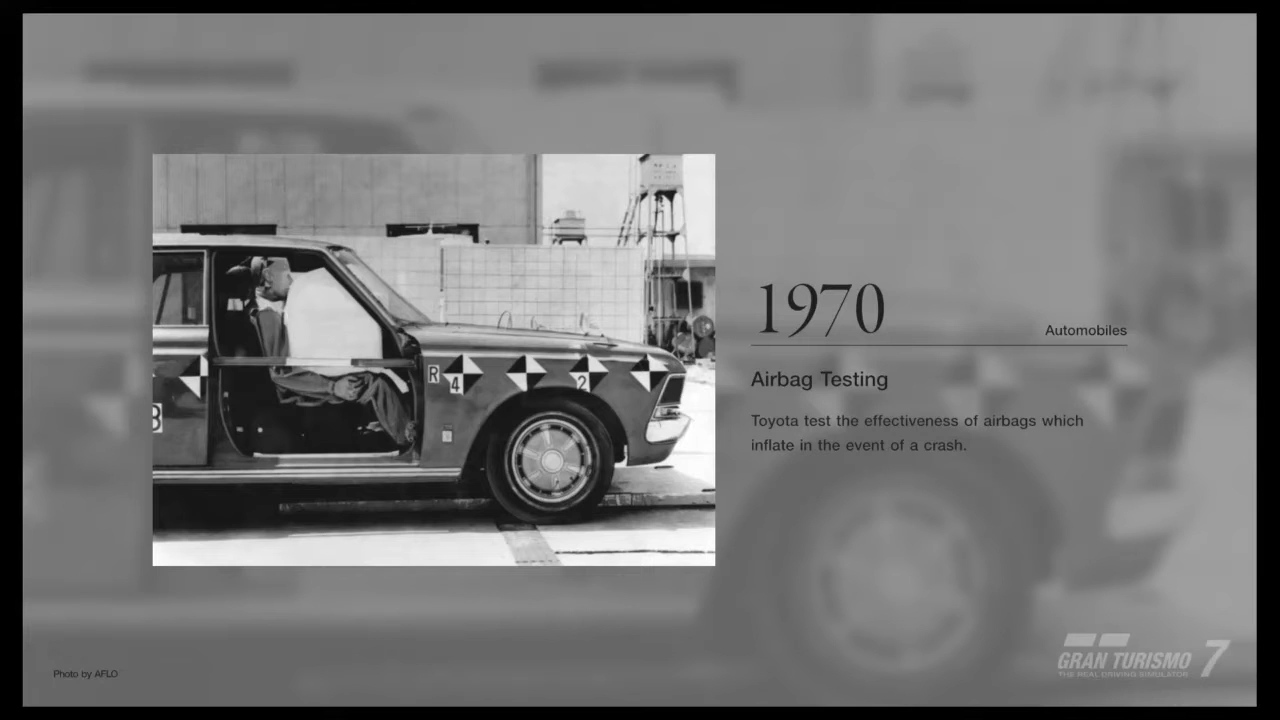 1970
Automobiles
Airbag Testing
Toyota test the effectiveness of airbags which
inflate in the event of a crash.
R
4
2
B
Photo by AFLO
GRAN TURISMO 7
THE REAL DRIVING SIMULATOR